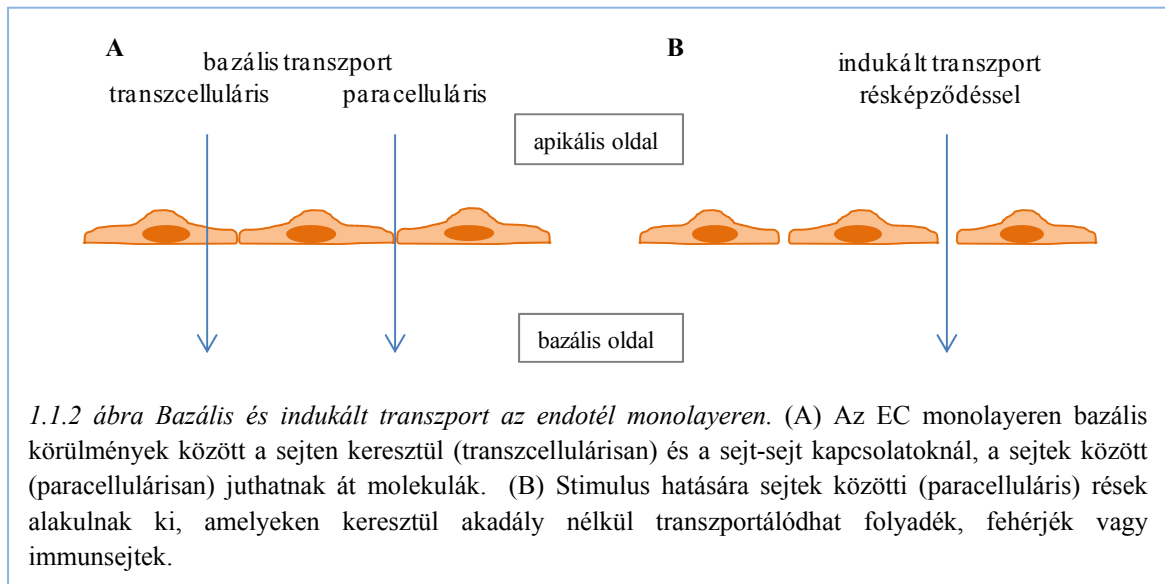 A
bazális transzport
transzcelluláris paracelluláris
B
indukált transzport
résképződéssel
apikális oldal
bazális oldal
1.1.2 ábra Bazális és indukált transzport az endotél monolayeren. (A) Az EC monolayeren bazális
körülmények között a sejten keresztül (transzcellulárisan) és a sejt-sejt kapcsolatoknál, a sejtek között
(paracellulárisan) juthatnak át molekulák. (B) Stimulus hatására sejtek közötti (paracelluláris) rések
alakulnak ki, amelyeken keresztül akadály nélkül transzportálódhat folyadék, fehérjék vagy
immunsejtek.